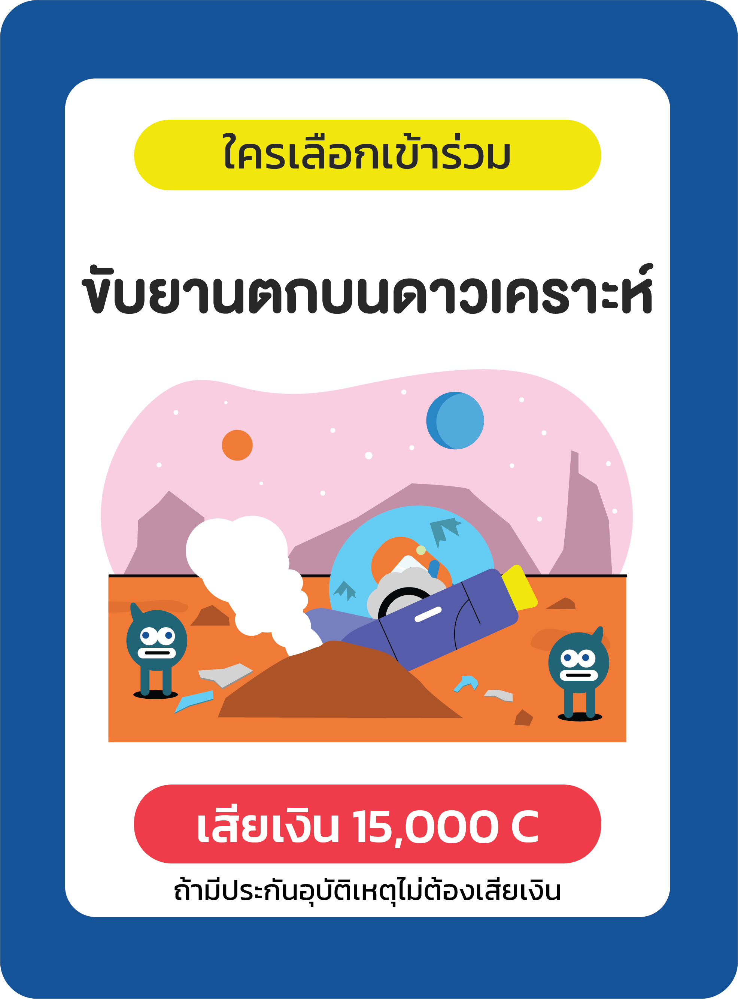 ใครเลือกเข้าร่วม
ขับยานตกบนดาวเคราะห์
เสียเงิน 15,000 C
ถ้ามีประกันอุบัติเหตุไม่ต้องเสียเงิน